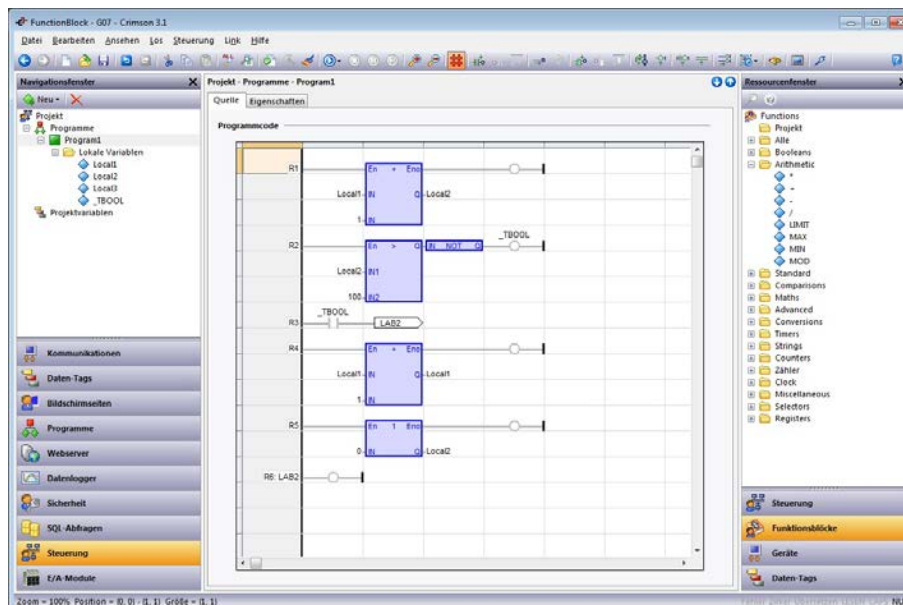 FunctionBlock - G07 - Crimson 3.1
Datei Bearbeiten Ansehen Los Steuerung Link Hilfe
Navigationsfenster
Neu
Projekt
Programme
Program1
Lokale Variablen
Local1
Local2
Local3
_TBOOL
Projektvariablen
Kommunikationen
Daten-Tags
Bildschirmseiten
Programme
Webserver
Datenlogger
Sicherheit
SQL-Abfragen
Steuerung
E/A-Module
Projekt - Programme - Program1
Quelle Eigenschaften
Programmcode
R1 En + Eno
Local1 IN Q Local2
1 IN
R2 En > Q IN NOT Q _TBOOL
Local2 IN1
100 IN2
_TBOOL
R3 LAB2
R4 En + Eno
Local1 IN Q Local1
1 IN
R5 En 1 Eno
0 IN Q Local2
R6: LAB2
Ressourcenfenster
Functions
Projekt
Alle
Booleans
Arithmetic
*
+
-
/
LIMIT
MAX
MIN
MOD
Standard
Comparisons
Maths
Advanced
Conversions
Timers
Strings
Counters
Zähler
Clock
Miscellaneous
Selectors
Registers
Steuerung
Funktionsblöcke
Geräte
Daten-Tags
Zoom = 100% Position = (0, 0) - (1, 1) Größe = (1, 1)